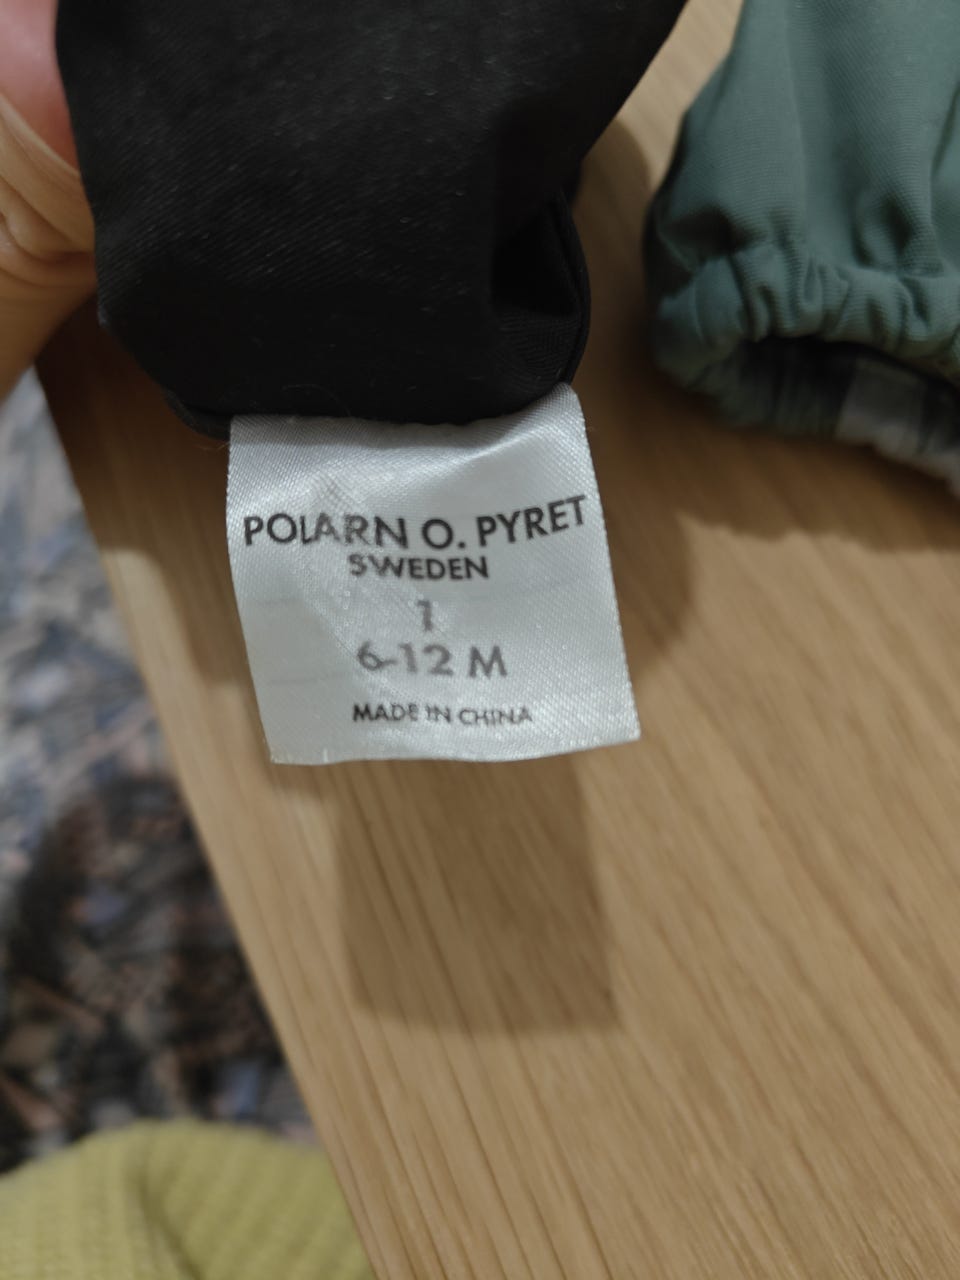 POLARN O. PYRET
SWEDEN
1
6-12 M
MADE IN CHINA